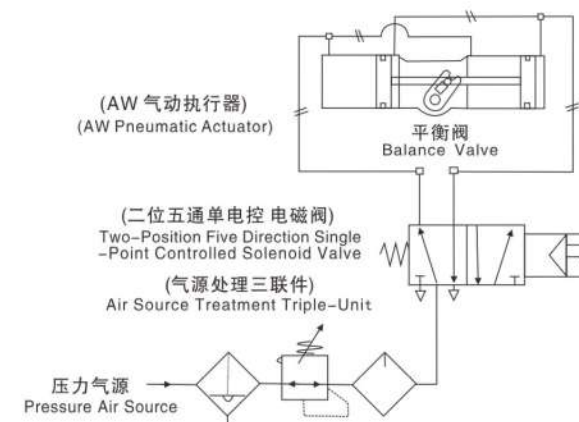 (AW 气动执行器)
(AW Pneumatic Actuator)
平衡阀
Balance Valve
(二位五通单电控 电磁阀)
Two-Position Five Direction Single
-Point Controlled Solenoid Valve
(气源处理三联件)
Air Source Treatment Triple-Unit
压力气源
Pressure Air Source